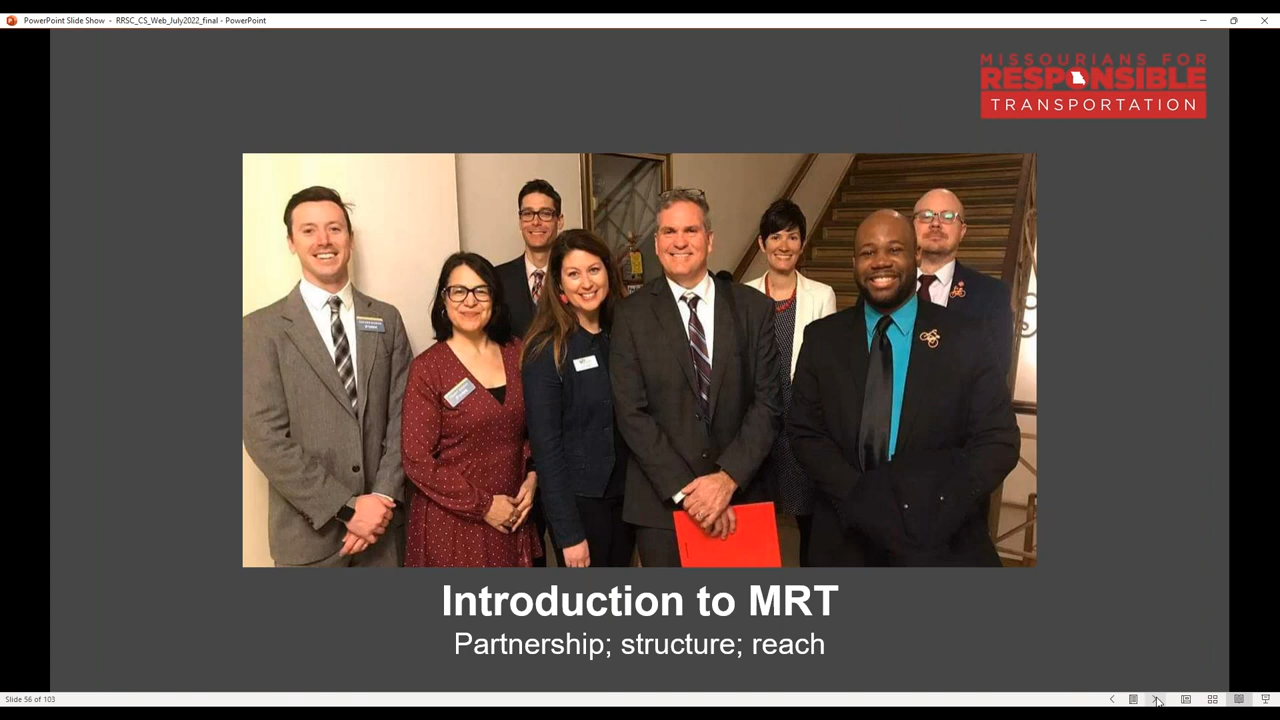 PowerPoint Slide Show - RRSC_CS_Web_July2022_final - PowerPoint
MISSOURIANS FOR
RESPONSIBLE
TRANSPORTATION
Introduction to MRT
Partnership; structure; reach
Slide 56 of 103